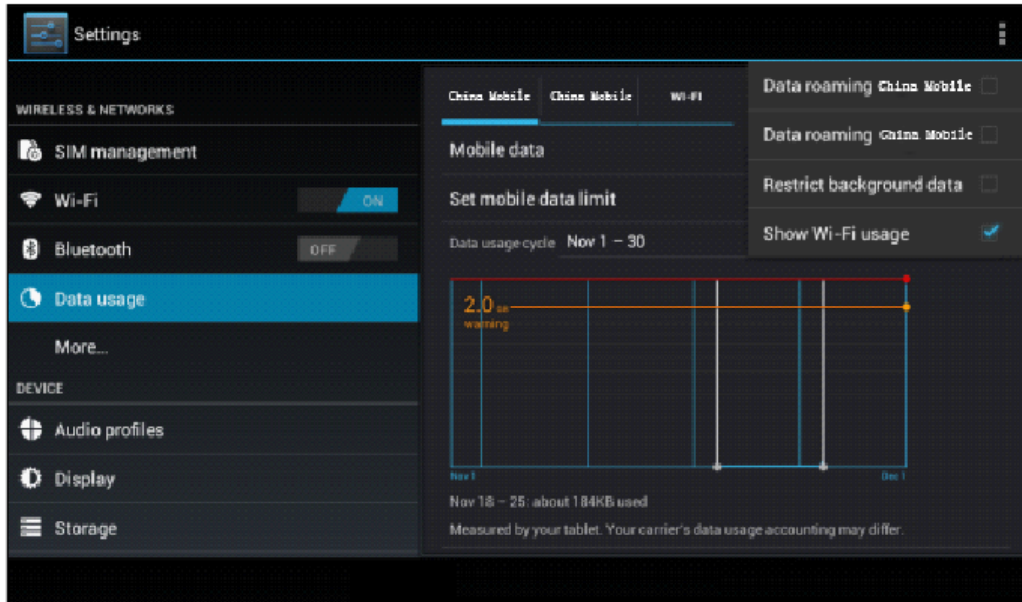 Settings
WIRELESS & NETWORKS
SIM management
Wi-Fi
ON
Bluetooth
OFF
Data usage
More...
DEVICE
Audio profiles
Display
Storage
China Mobile
China Mobile
WI-FI
Mobile data
Set mobile data limit
Data usage cycle Nov 1 – 30
Data roaming China Mobile
Data roaming China Mobile
Restrict background data
Show Wi-Fi usage
2.0
warning
Nov 1
Dec 1
Nov 18 – 25: about 184KB used
Measured by your tablet. Your carrier's data usage accounting may differ.